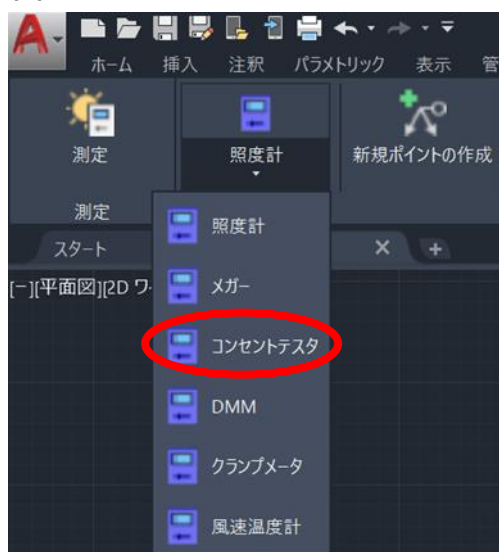 ホーム 挿入 注釈 パラメトリック 表示 管
測定 照度計 新規ポイントの作成
測定
照度計
スタート
メガー
[-][平面図][2D ワ
コンセントテスタ
DMM
クランプメータ
風速温度計